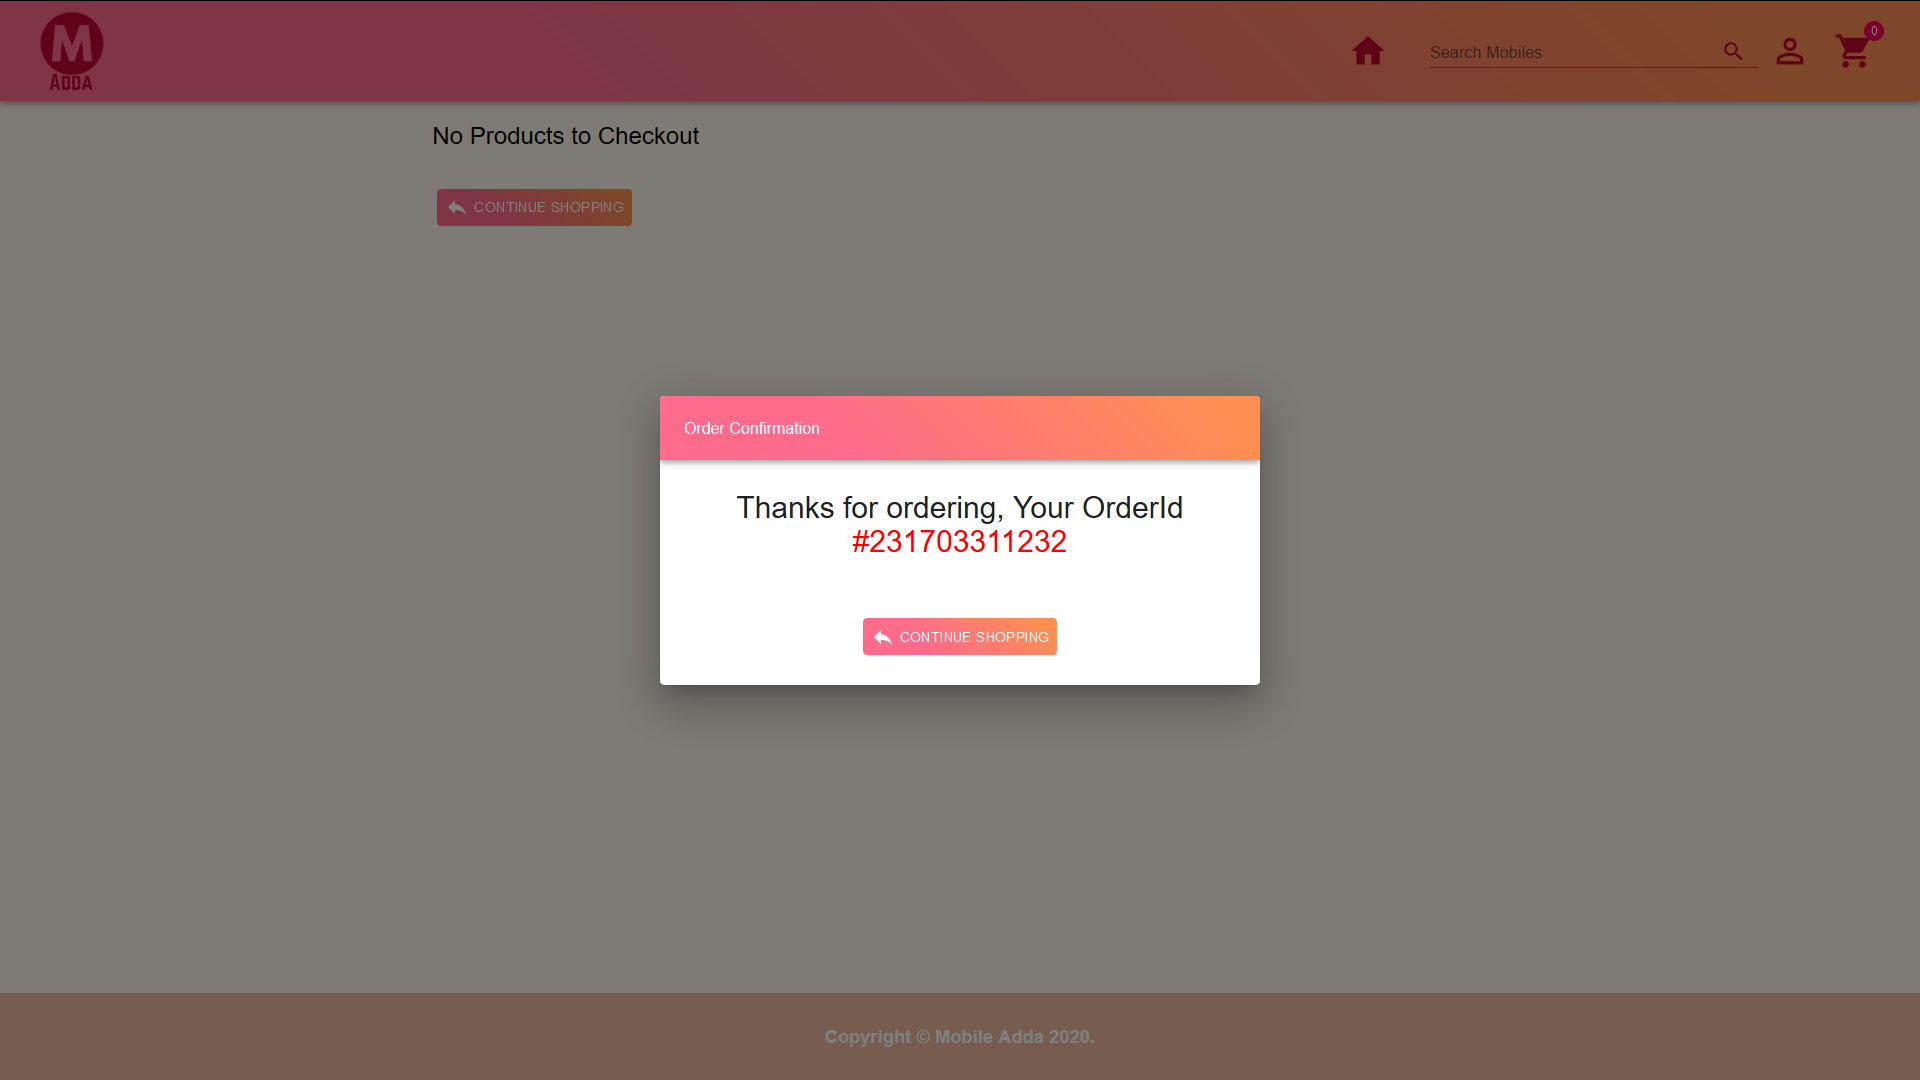 M
ADDA
Search Mobiles
0
No Products to Checkout
CONTINUE SHOPPING
Order Confirmation
Thanks for ordering, Your OrderId
#231703311232
CONTINUE SHOPPING
Copyright © Mobile Adda 2020.